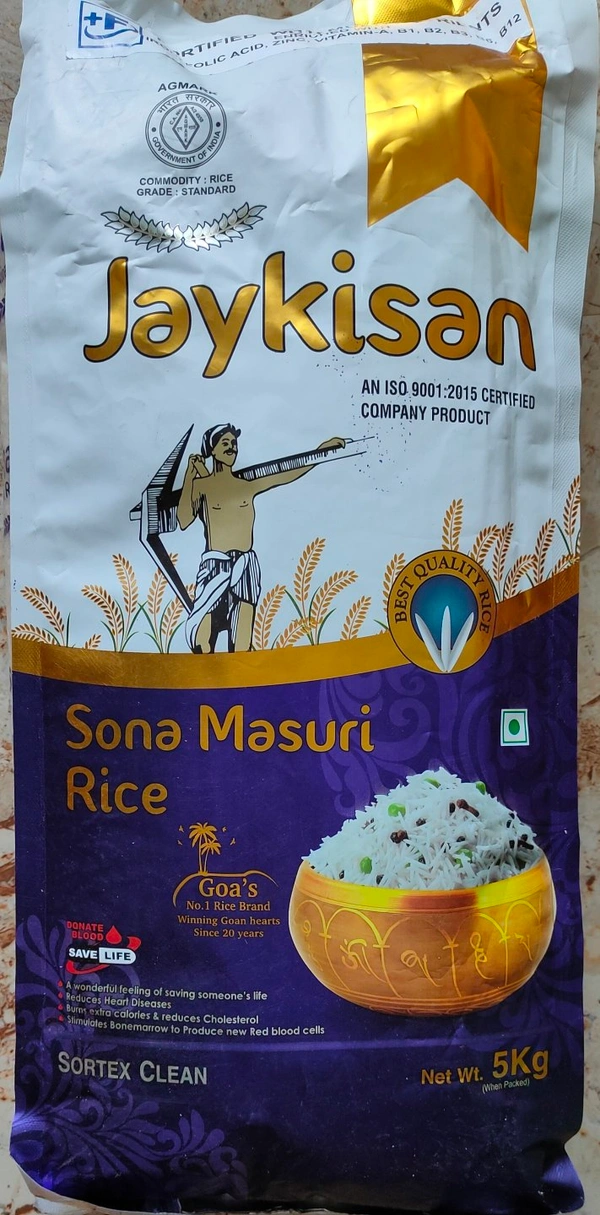 +F
FORTIFIED
OLIC ACID, ZINC, VITAMIN-A, B1, B2, B3, B6, B12
AGMARK
भारत सरकार
GOVERNMENT OF INDIA
COMMODITY : RICE
GRADE : STANDARD
Jaykisan
AN ISO 9001:2015 CERTIFIED
COMPANY PRODUCT
BEST QUALITY RICE
Sona Masuri
Rice
Goa's
No.1 Rice Brand
Winning Goan hearts
Since 20 years
DONATE
BLOOD
SAVE LIFE
A wonderful feeling of saving someone's life
Reduces Heart Diseases
Burns extra calories & reduces Cholesterol
Stimulates Bonemarrow to Produce new Red blood cells
SORTEX CLEAN
Net Wt. 5Kg
(When Packed)